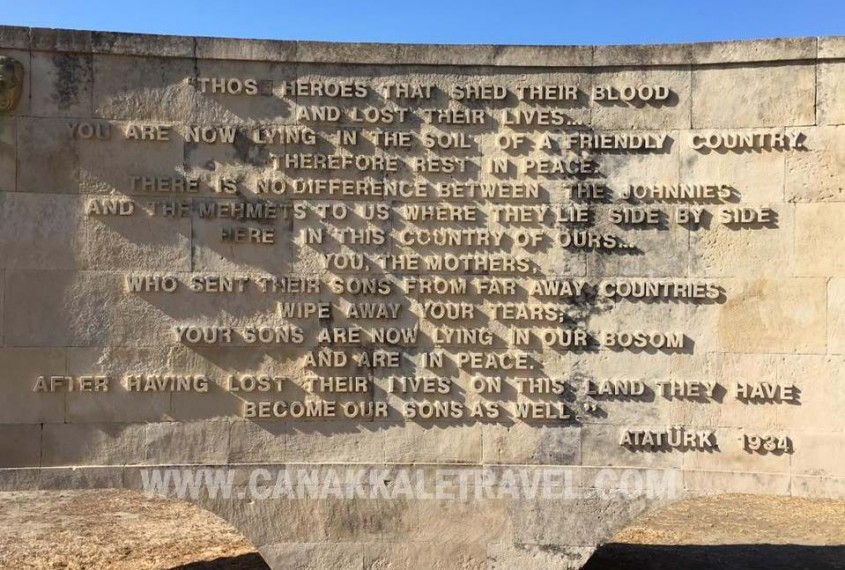 "THOSE HEROES THAT SHED THEIR BLOOD
AND LOST THEIR LIVES...
YOU ARE NOW LYING IN THE SOIL OF A FRIENDLY COUNTRY.
THEREFORE REST IN PEACE.
THERE IS NO DIFFERENCE BETWEEN THE JOHNNIES
AND THE MEHMETS TO US WHERE THEY LIE SIDE BY SIDE
HERE IN THIS COUNTRY OF OURS...
YOU, THE MOTHERS,
WHO SENT THEIR SONS FROM FAR AWAY COUNTRIES
WIPE AWAY YOUR TEARS;
YOUR SONS ARE NOW LYING IN OUR BOSOM
AND ARE IN PEACE.
AFTER HAVING LOST THEIR LIVES ON THIS LAND THEY HAVE
BECOME OUR SONS AS WELL."
ATATÜRK 1934
WWW.CANAKKALETRAVEL.COM